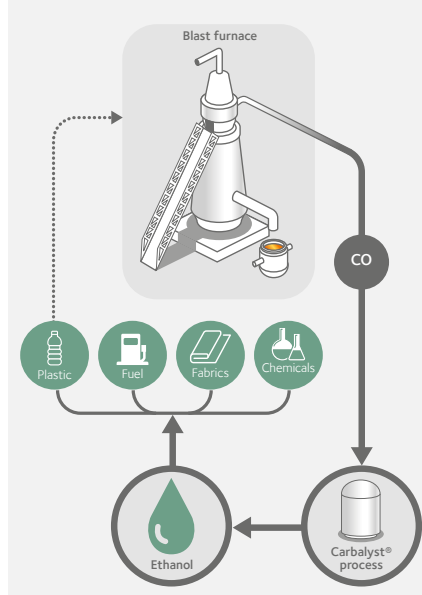 Blast furnace
CO
Plastic
Fuel
Fabrics
Chemicals
Ethanol
Carbalyst®
process